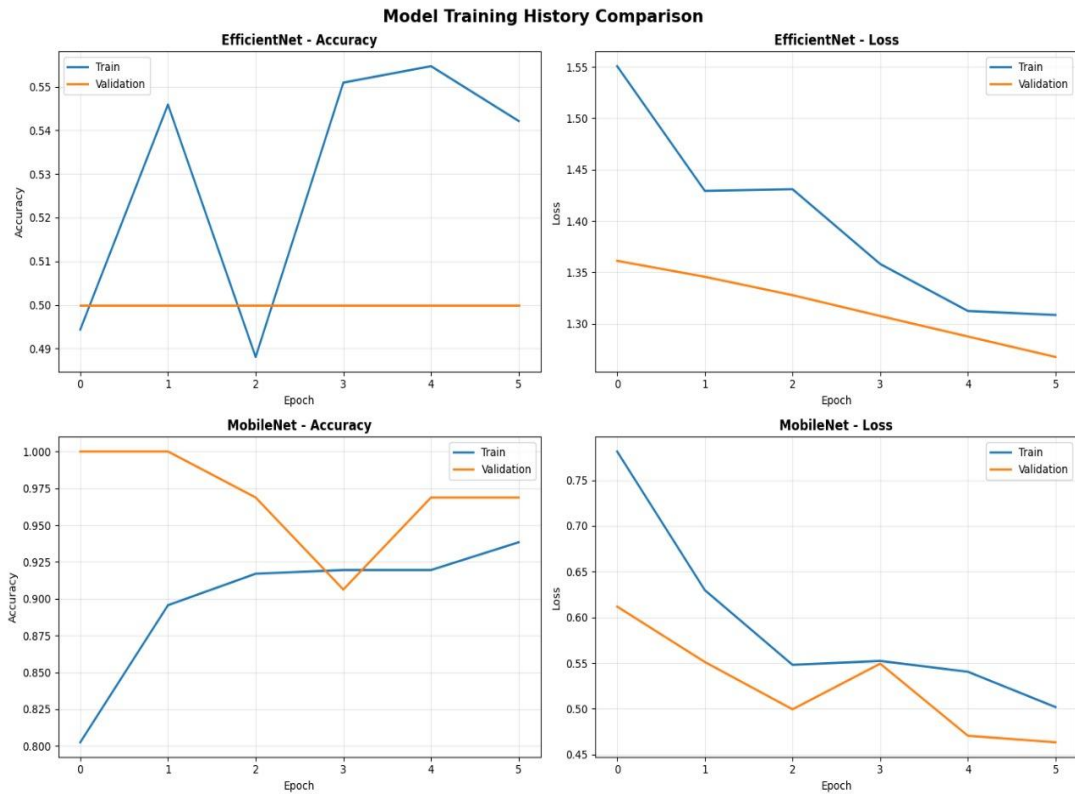 Model Training History Comparison
EfficientNet - Accuracy
Train
Validation
0.55
0.54
0.53
0.52
0.51
0.50
0.49
Accuracy
0 1 2 3 4 5
Epoch
EfficientNet - Loss
Train
Validation
1.55
1.50
1.45
1.40
1.35
1.30
Loss
0 1 2 3 4 5
Epoch
MobileNet - Accuracy
Train
Validation
1.000
0.975
0.950
0.925
0.900
0.875
0.850
0.825
0.800
Accuracy
0 1 2 3 4 5
Epoch
MobileNet - Loss
Train
Validation
0.75
0.70
0.65
0.60
0.55
0.50
0.45
Loss
0 1 2 3 4 5
Epoch